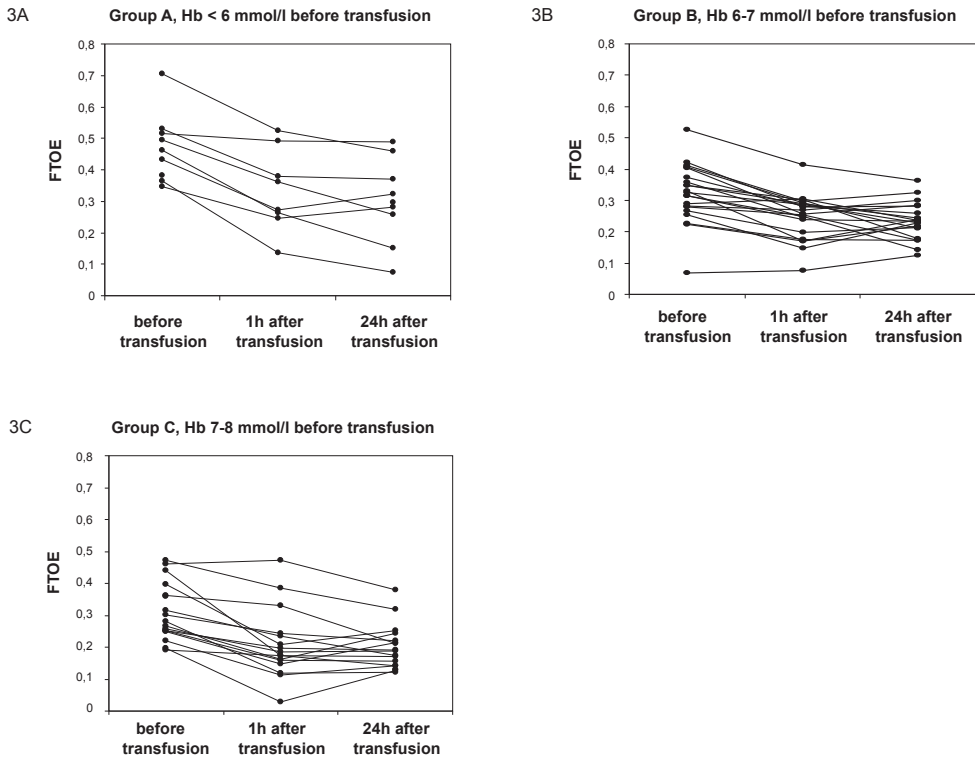 3A
Group A, Hb < 6 mmol/l before transfusion
0,8
0,7
0,6
0,5
0,4
0,3
0,2
0,1
0
FTOE
before
transfusion
1h after
transfusion
24h after
transfusion
3B
Group B, Hb 6-7 mmol/l before transfusion
0,8
0,7
0,6
0,5
0,4
0,3
0,2
0,1
0
FTOE
before
transfusion
1h after
transfusion
24h after
transfusion
3C
Group C, Hb 7-8 mmol/l before transfusion
0,8
0,7
0,6
0,5
0,4
0,3
0,2
0,1
0
FTOE
before
transfusion
1h after
transfusion
24h after
transfusion